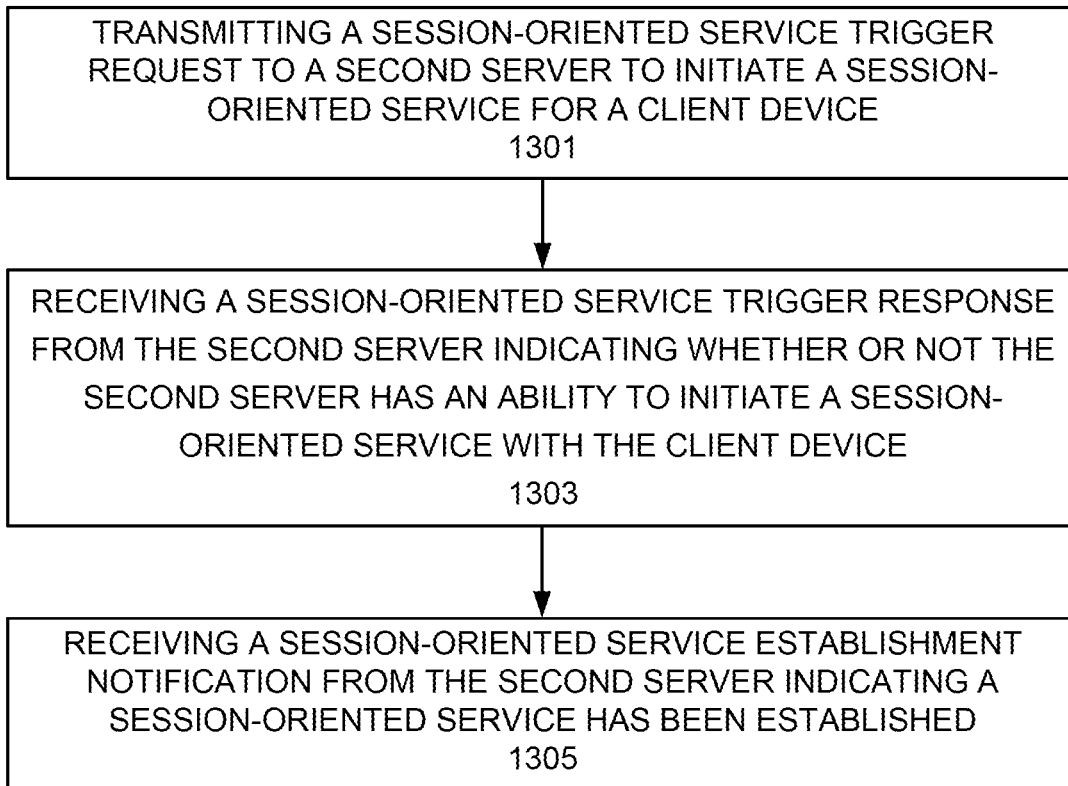 TRANSMITTING A SESSION-ORIENTED SERVICE TRIGGER
REQUEST TO A SECOND SERVER TO INITIATE A SESSION-
ORIENTED SERVICE FOR A CLIENT DEVICE
1301
RECEIVING A SESSION-ORIENTED SERVICE TRIGGER RESPONSE
FROM THE SECOND SERVER INDICATING WHETHER OR NOT THE
SECOND SERVER HAS AN ABILITY TO INITIATE A SESSION-
ORIENTED SERVICE WITH THE CLIENT DEVICE
1303
RECEIVING A SESSION-ORIENTED SERVICE ESTABLISHMENT
NOTIFICATION FROM THE SECOND SERVER INDICATING A
SESSION-ORIENTED SERVICE HAS BEEN ESTABLISHED
1305